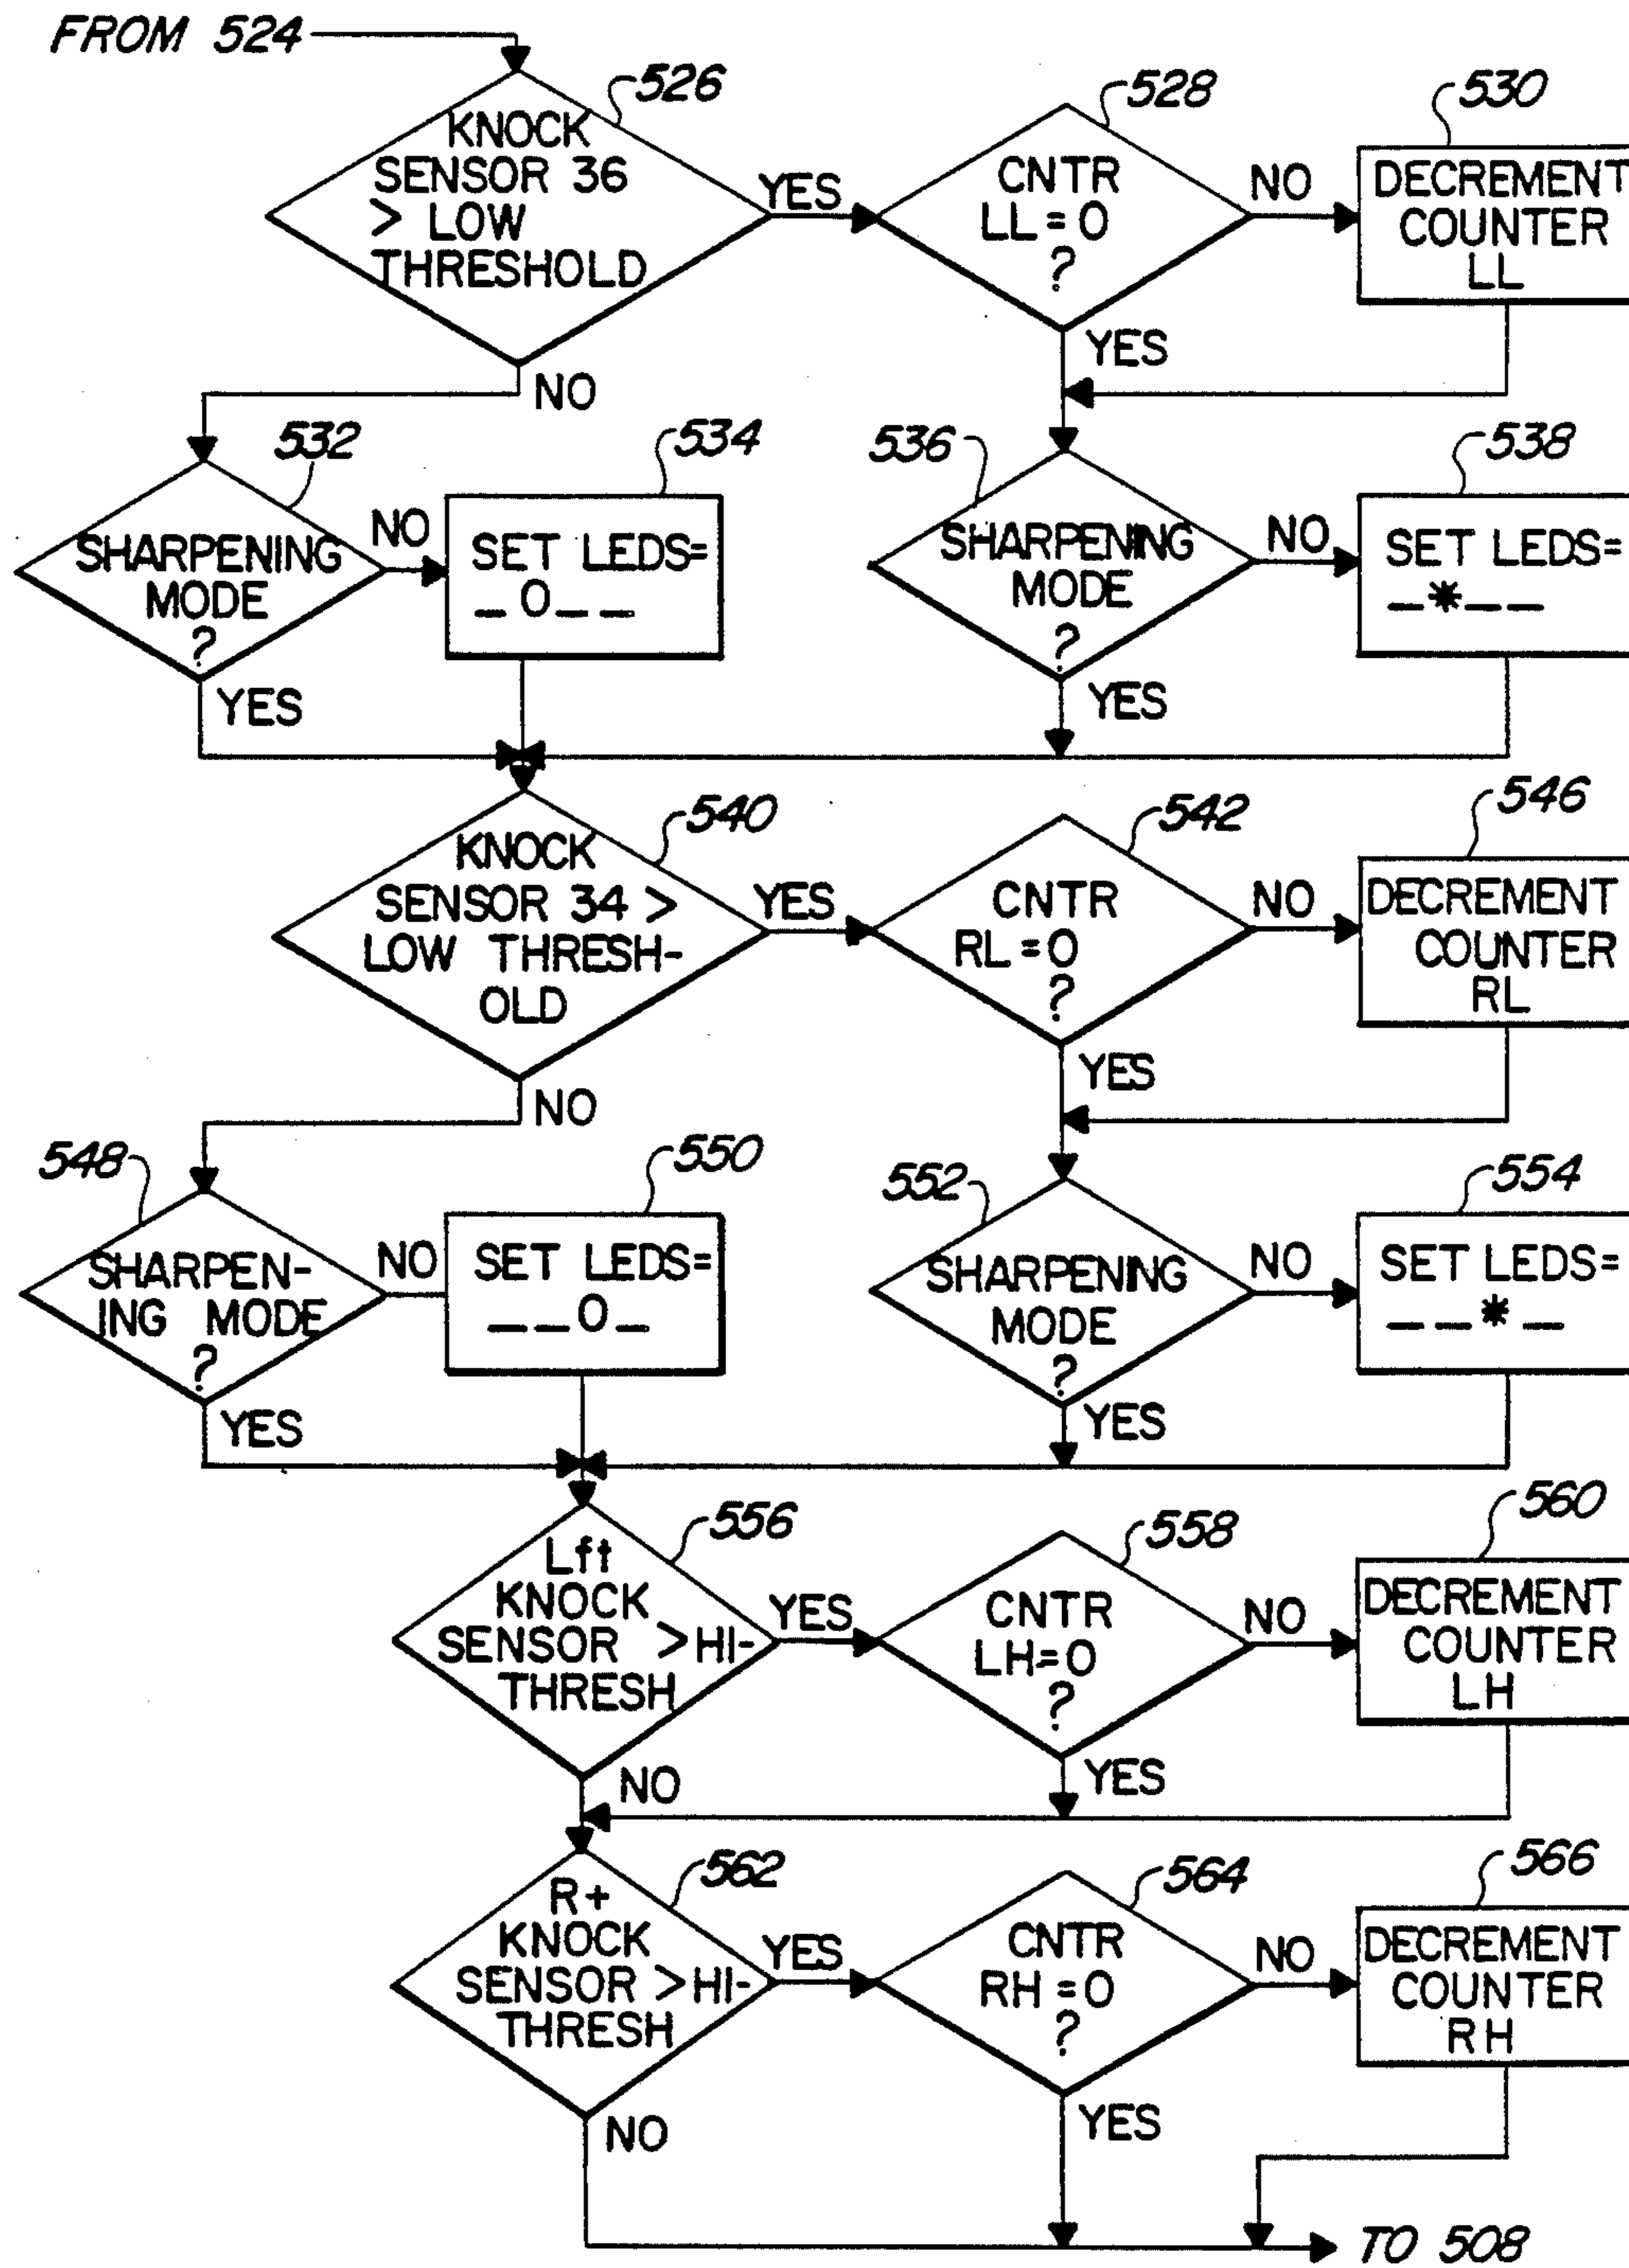 FROM 524
526
KNOCK
SENSOR 36
> LOW
THRESHOLD
YES
NO
528
CNTR
LL = 0
?
NO
YES
530
DECREMENT
COUNTER
LL
532
SHARPENING
MODE
?
NO
YES
534
SET LEDS=
_ O _ _
536
SHARPENING
MODE
?
NO
YES
538
SET LEDS=
_ * _ _
540
KNOCK
SENSOR 34 >
LOW THRESH-
OLD
YES
NO
542
CNTR
RL = 0
?
NO
YES
546
DECREMENT
COUNTER
RL
548
SHARPEN-
ING MODE
?
NO
YES
550
SET LEDS=
_ _ O _
552
SHARPENING
MODE
?
NO
YES
554
SET LEDS=
_ _ * _
556
Lft
KNOCK
SENSOR > HI-
THRESH
YES
NO
558
CNTR
LH = 0
?
NO
YES
560
DECREMENT
COUNTER
LH
562
R+
KNOCK
SENSOR > HI-
THRESH
YES
NO
564
CNTR
RH = 0
?
NO
YES
566
DECREMENT
COUNTER
RH
TO 508